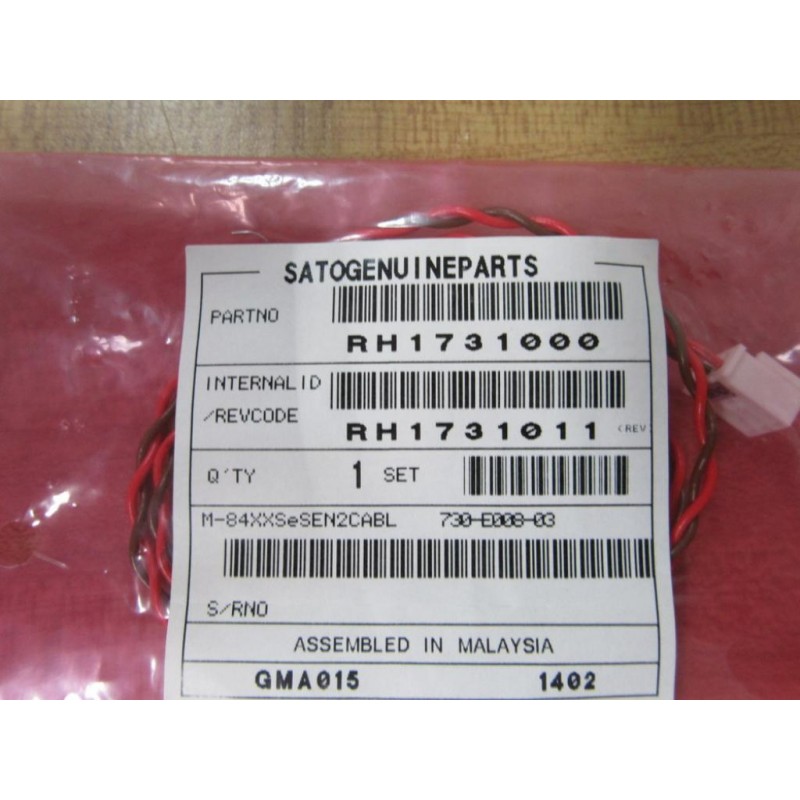 SATOGENUINEPARTS
PARTNO
RH1731000
INTERNALID
/REVCODE
RH1731011 (REV)
Q'TY 1 SET
M-84XXSeSEN2CABL 730-E008-03
S/RNO
ASSEMBLED IN MALAYSIA
GMA015 1402